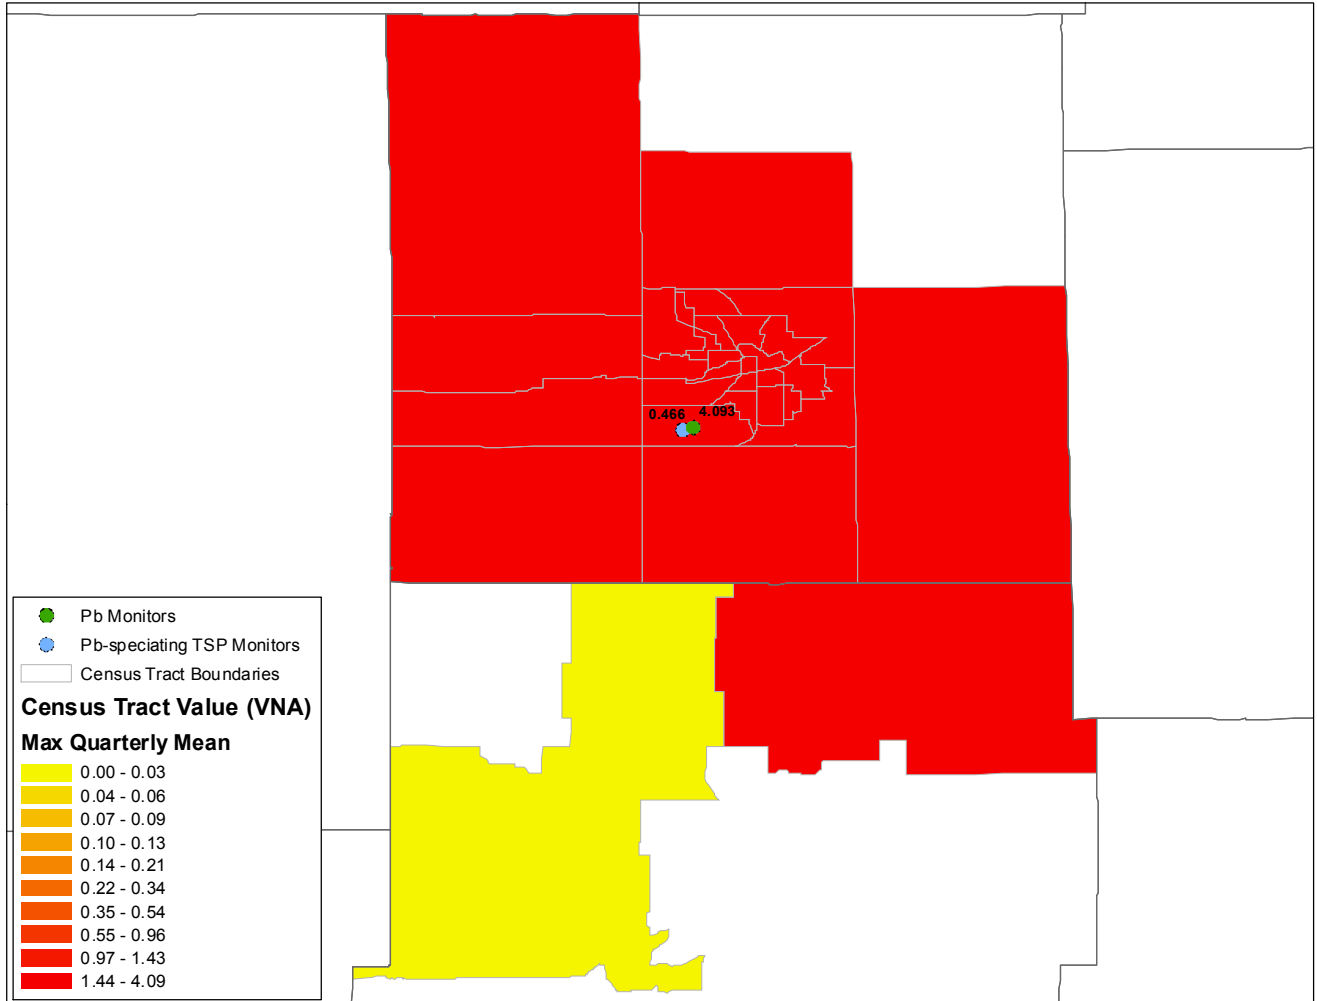 0.466 4.093
Pb Monitors
Pb-speciating TSP Monitors
Census Tract Boundaries
Census Tract Value (VNA)
Max Quarterly Mean
0.00 - 0.03
0.04 - 0.06
0.07 - 0.09
0.10 - 0.13
0.14 - 0.21
0.22 - 0.34
0.35 - 0.54
0.55 - 0.96
0.97 - 1.43
1.44 - 4.09